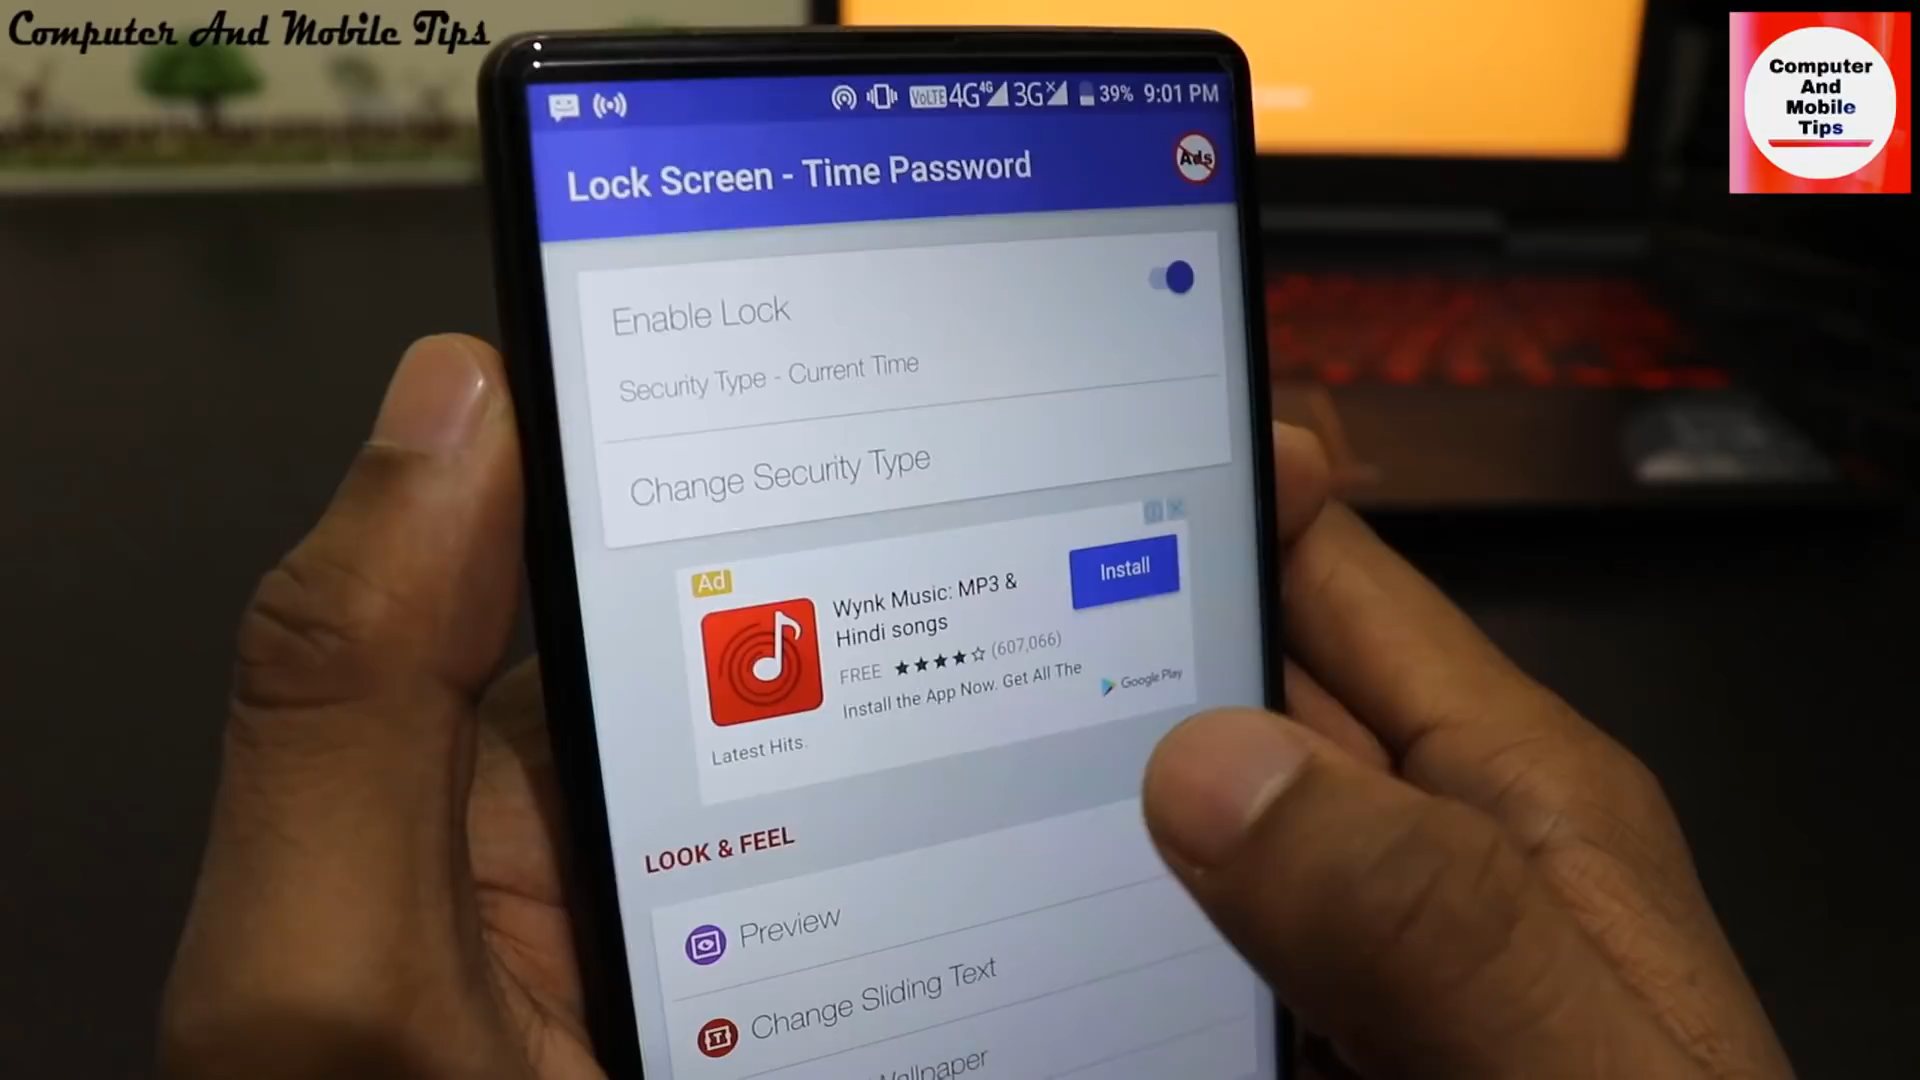 Computer And Mobile Tips
Computer
And
Mobile
Tips
VoLTE 4G 4G 3G 39% 9:01 PM
Lock Screen - Time Password
Ads
Enable Lock
Security Type - Current Time
Change Security Type
Ad
Wynk Music: MP3 &
Hindi songs
Install
FREE ★★★★☆ (607,066)
Install the App Now. Get All The
Google Play
Latest Hits.
LOOK & FEEL
Preview
Change Sliding Text
Wallpaper